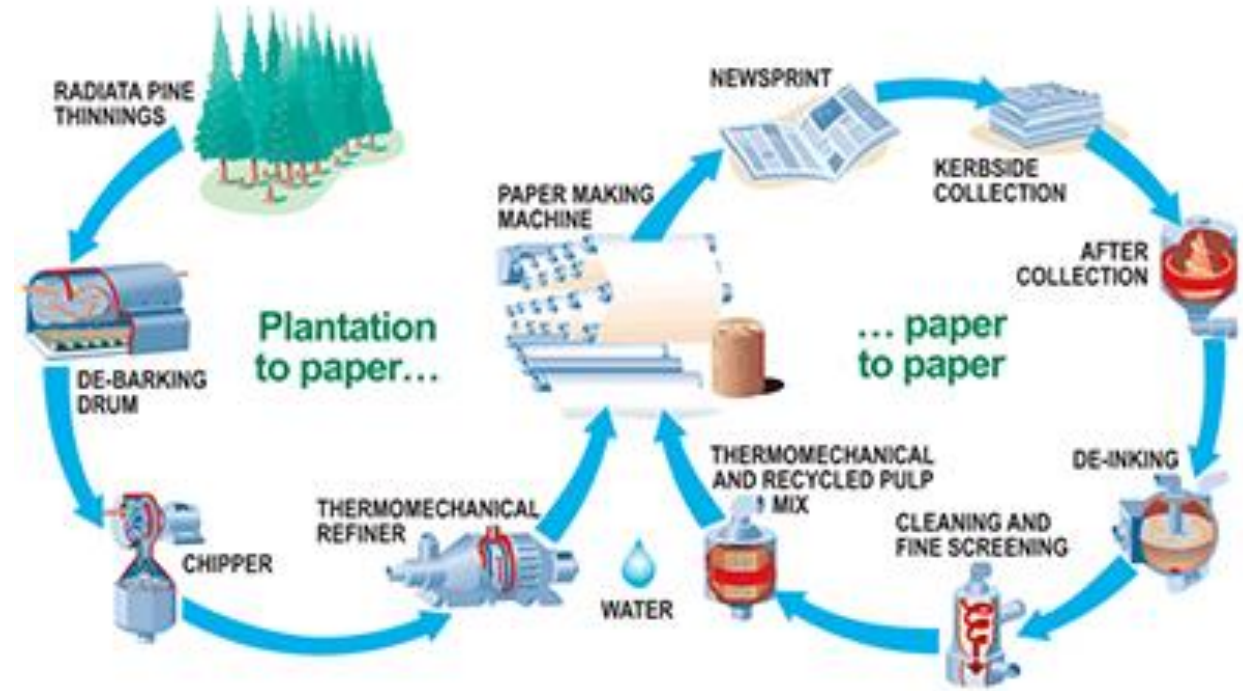 RADIATA PINE
THINNINGS
DE-BARKING
DRUM
CHIPPER
THERMOMECHANICAL
REFINER
Plantation
to paper…
WATER
PAPER MAKING
MACHINE
NEWSPRINT
KERBSIDE
COLLECTION
AFTER
COLLECTION
… paper
to paper
DE-INKING
CLEANING AND
FINE SCREENING
THERMOMECHANICAL
AND RECYCLED PULP
MIX